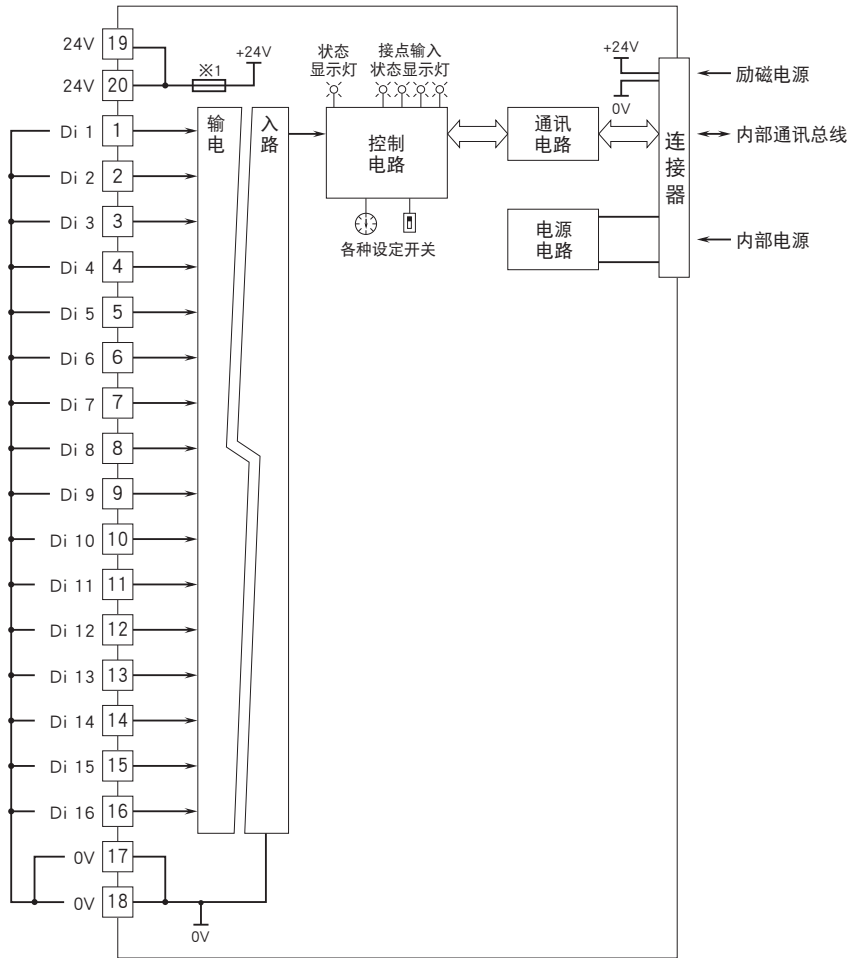 24V 19
24V 20
※1
+24V
状态
显示灯
接点输入
状态显示灯
+24V
0V
励磁电源
Di 1 1
Di 2 2
Di 3 3
Di 4 4
Di 5 5
Di 6 6
Di 7 7
Di 8 8
Di 9 9
Di 10 10
Di 11 11
Di 12 12
Di 13 13
Di 14 14
Di 15 15
Di 16 16
0V 17
0V 18
0V
输入
电路
控制
电路
各种设定开关
通讯
电路
电源
电路
连接器
内部通讯总线
内部电源